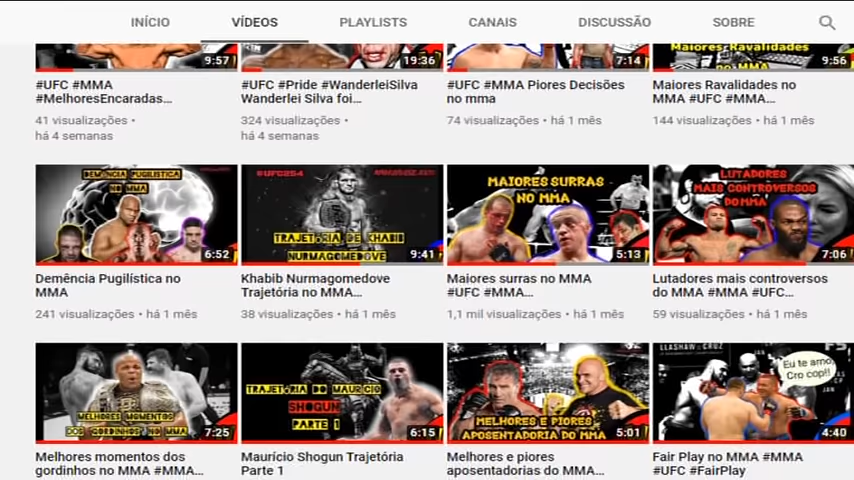 INÍCIO VÍDEOS PLAYLISTS CANAIS DISCUSSÃO SOBRE
9:57 19:36 7:14 Maiores Ravalidades
no MMA 9:56
#UFC #MMA
#MelhoresEncaradas...
41 visualizações •
há 4 semanas
#UFC #Pride #WanderleiSilva
Wanderlei Silva foi...
324 visualizações •
há 4 semanas
#UFC #MMA Piores Decisões
no mma
74 visualizações • há 1 mês
Maiores Ravalidades no
MMA #UFC #MMA...
144 visualizações • há 1 mês
DEMÊNCIA PUGILÍSTICA
NO MMA
6:52
#UFC254
TRAJETÓRIA DE KHABIB
NURMAGOMEDOVE
9:41
MAIORES SURRAS
NO MMA
5:13
LUTADORES
MAIS CONTROVERSOS
DO MMA
7:06
Demência Pugilística no
MMA
241 visualizações • há 1 mês
Khabib Nurmagomedove
Trajetória no MMA...
38 visualizações • há 1 mês
Maiores surras no MMA
#UFC #MMA...
1,1 mil visualizações • há 1 mês
Lutadores mais controversos
do MMA #MMA #UFC...
59 visualizações • há 1 mês
MELHORES MOMENTOS
DOS "GORDINHOS" NO MMA
7:25
TRAJETÓRIA DO MAURICIO
SHOGUN
PARTE 1
6:15
MELHORES E PIORES
APOSENTADORIA DO MMA
5:01
Eu te amo,
Cro cop!!
4:40
Melhores momentos dos
gordinhos no MMA #MMA...
Maurício Shogun Trajetória
Parte 1
Melhores e piores
aposentadorias do MMA...
Fair Play no MMA #MMA
#UFC #FairPlay